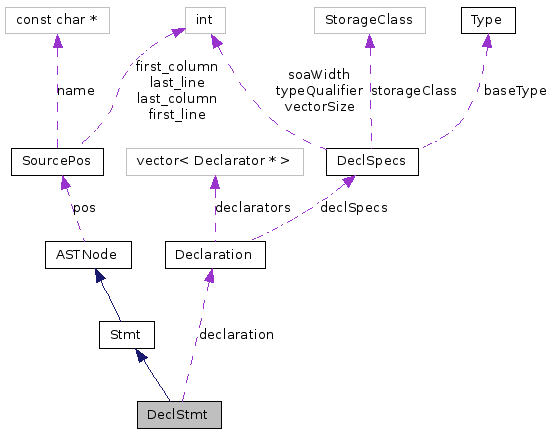 const char *
int
StorageClass
Type
first_column
last_line
last_column
first_line
soaWidth
typeQualifier
vectorSize
name
storageClass
baseType
SourcePos
vector< Declarator * >
DeclSpecs
pos
declarators
declSpecs
ASTNode
Declaration
Stmt
declaration
DeclStmt